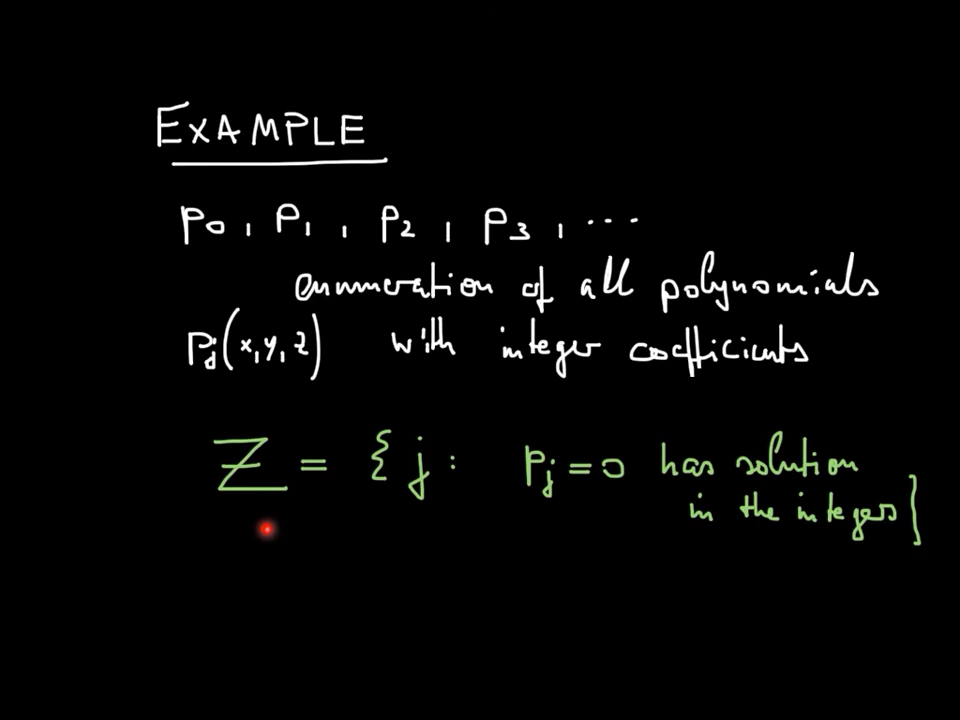 EXAMPLE
P0, P1, P2, P3, ...
enumeration of all polynomials
Pj(x,y,z) with integer coefficients
Z = {j: Pj=0 has solution
in the integers}